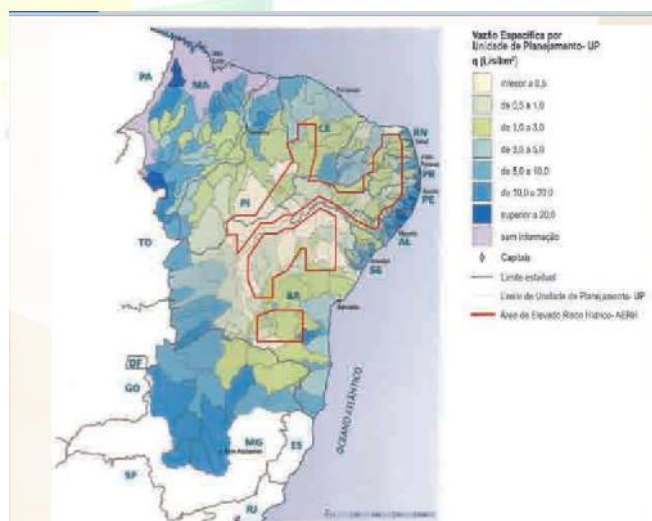 Vazão Específica por
Unidade de Planejamento- UP
q (L/s/km²)
inferior a 0,5
de 0,5 a 1,0
de 1,0 a 3,0
de 3,0 a 5,0
de 5,0 a 10,0
de 10,0 a 20,0
superior a 20,0
sem informação
Capitais
Limite estadual
Limite de Unidade de Planejamento- UP
Área de Elevado Risco Hídrico- AERH
PA
MA
CE
RN
PB
PI
PE
TO
AL
SE
BA
DF
GO
MG
ES
SP
RJ
OCEANO ATLÂNTICO